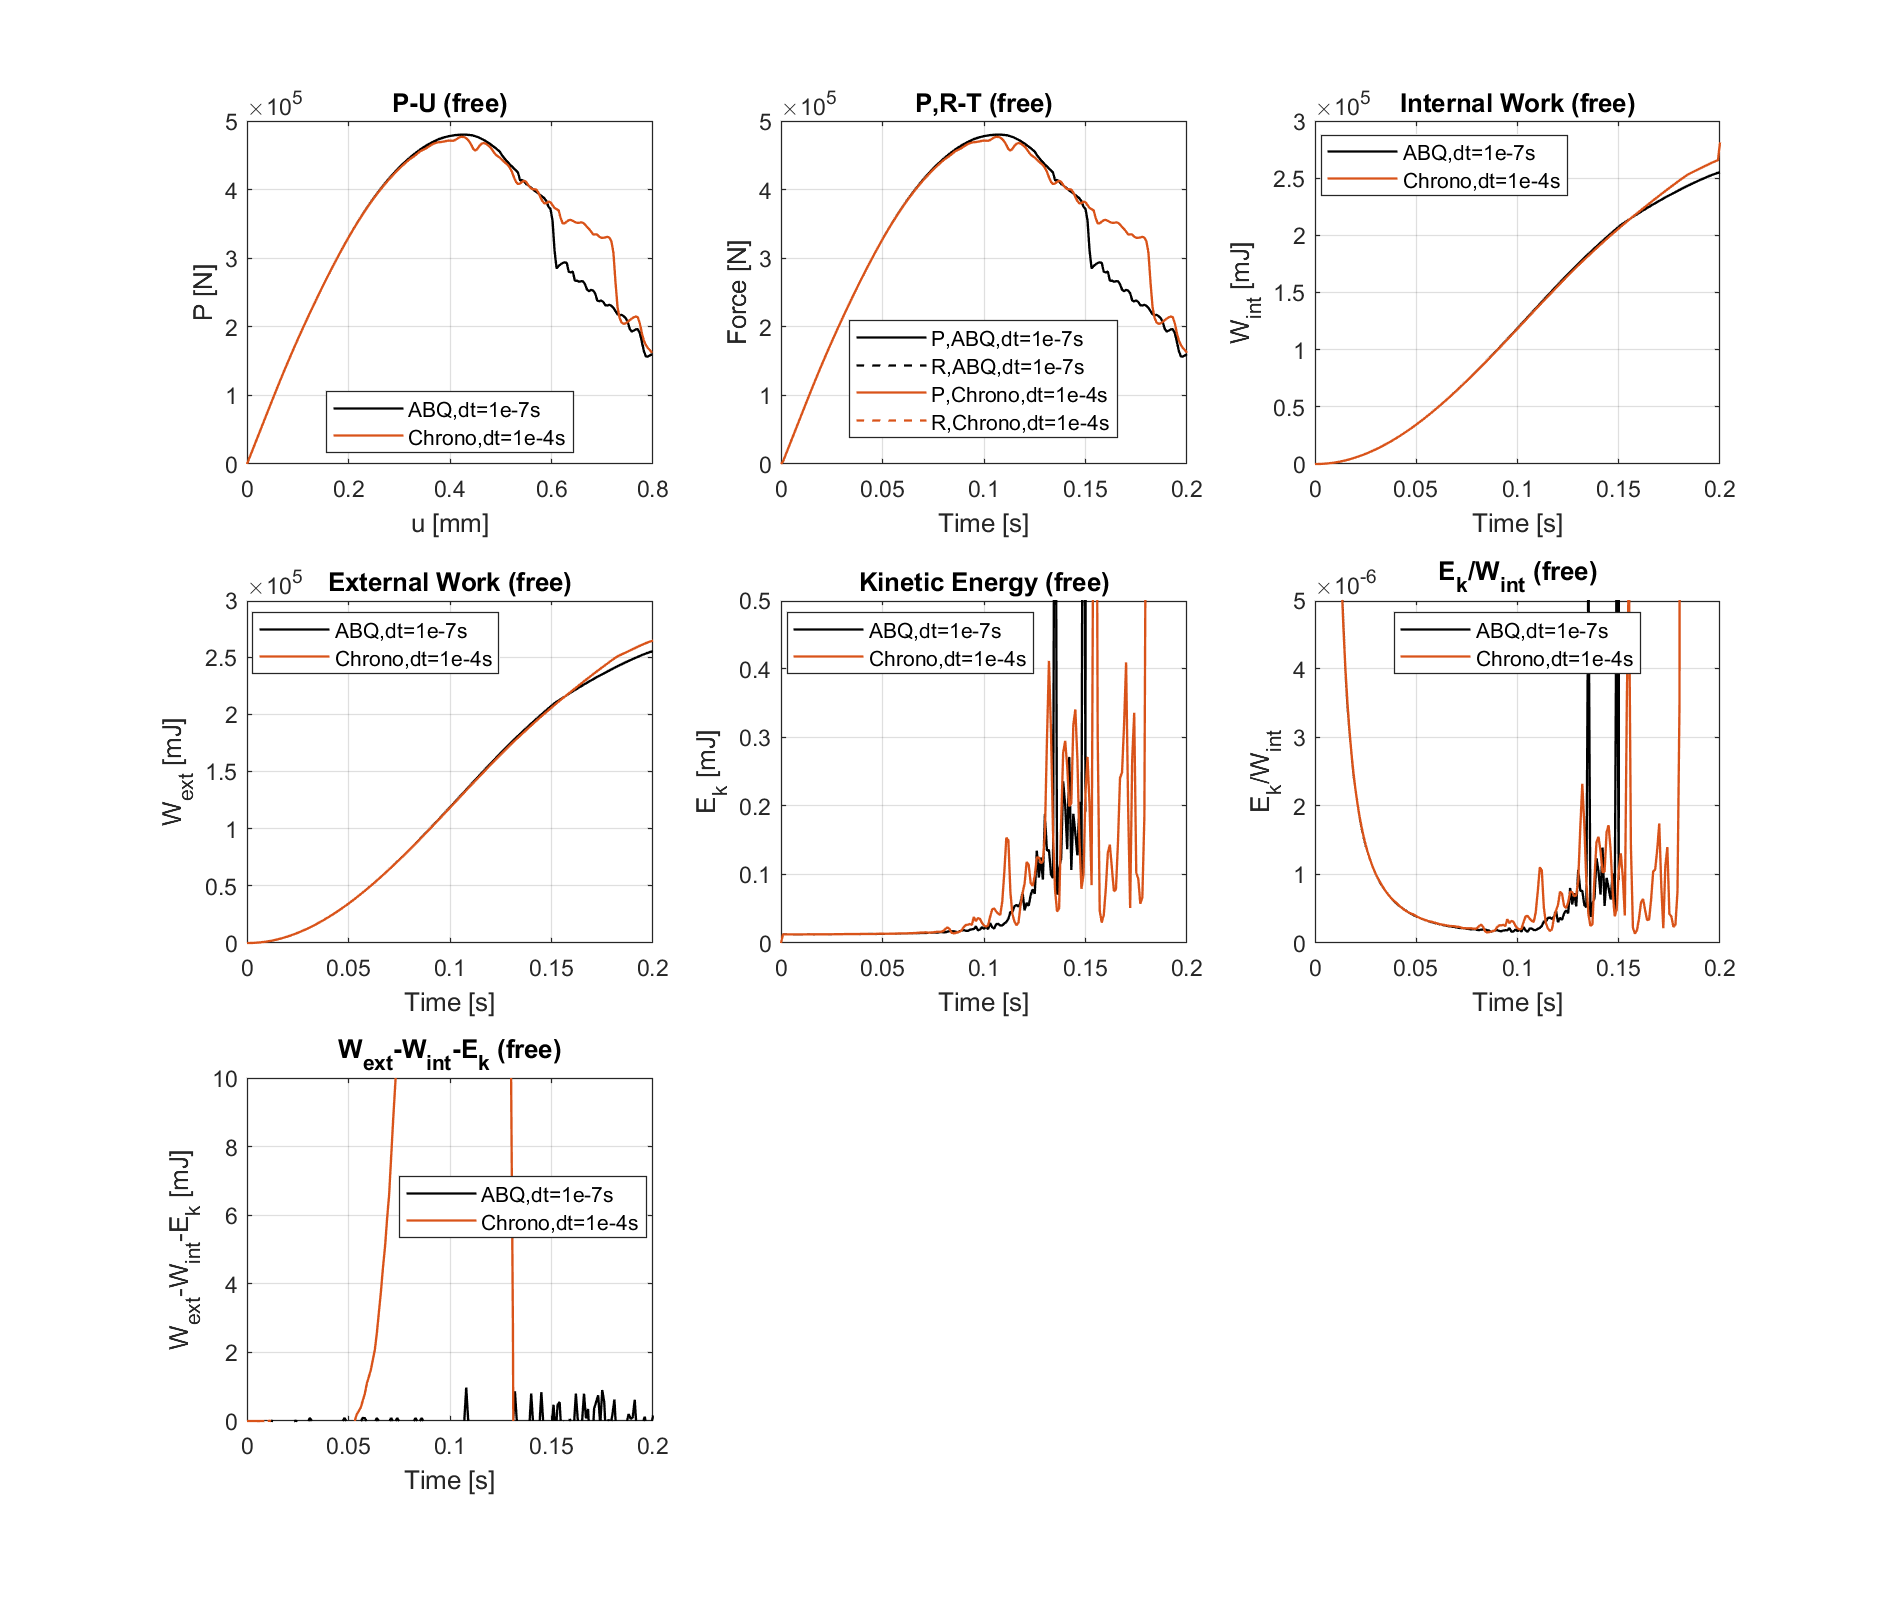 P-U (free)
×10^5
5
4
3
2
1
0
P [N]
ABQ,dt=1e-7s
Chrono,dt=1e-4s
0 0.2 0.4 0.6 0.8
u [mm]
P,R-T (free)
×10^5
5
4
3
2
1
0
Force [N]
P,ABQ,dt=1e-7s
R,ABQ,dt=1e-7s
P,Chrono,dt=1e-4s
R,Chrono,dt=1e-4s
0 0.05 0.1 0.15 0.2
Time [s]
Internal Work (free)
×10^5
3
2.5
2
1.5
1
0.5
0
W_int [mJ]
ABQ,dt=1e-7s
Chrono,dt=1e-4s
0 0.05 0.1 0.15 0.2
Time [s]
External Work (free)
×10^5
3
2.5
2
1.5
1
0.5
0
W_ext [mJ]
ABQ,dt=1e-7s
Chrono,dt=1e-4s
0 0.05 0.1 0.15 0.2
Time [s]
Kinetic Energy (free)
0.5
0.4
0.3
0.2
0.1
0
E_k [mJ]
ABQ,dt=1e-7s
Chrono,dt=1e-4s
0 0.05 0.1 0.15 0.2
Time [s]
E_k/W_int (free)
×10^-6
5
4
3
2
1
0
E_k/W_int
ABQ,dt=1e-7s
Chrono,dt=1e-4s
0 0.05 0.1 0.15 0.2
Time [s]
W_ext-W_int-E_k (free)
10
8
6
4
2
0
W_ext-W_int-E_k [mJ]
ABQ,dt=1e-7s
Chrono,dt=1e-4s
0 0.05 0.1 0.15 0.2
Time [s]